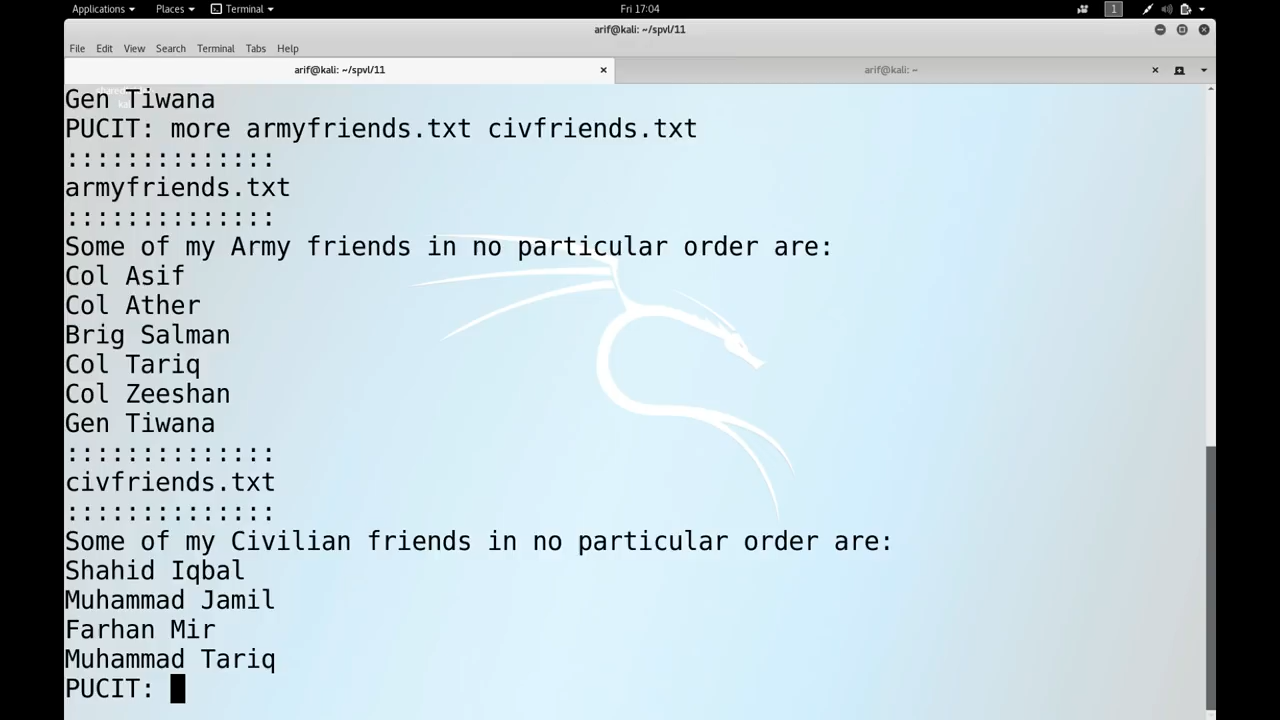 Applications Places Terminal Fri 17:04 1
arif@kali: ~/spvl/11
File Edit View Search Terminal Tabs Help
arif@kali: ~/spvl/11 arif@kali: ~
Gen Tiwana
PUCIT: more armyfriends.txt civfriends.txt
::::::::::::::
armyfriends.txt
::::::::::::::
Some of my Army friends in no particular order are:
Col Asif
Col Ather
Brig Salman
Col Tariq
Col Zeeshan
Gen Tiwana
::::::::::::::
civfriends.txt
::::::::::::::
Some of my Civilian friends in no particular order are:
Shahid Iqbal
Muhammad Jamil
Farhan Mir
Muhammad Tariq
PUCIT: